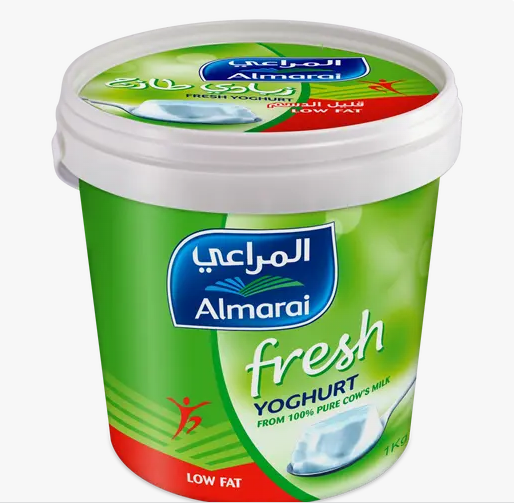 المراعي
Almarai
زبادي طازج
FRESH YOGHURT
قليل الدسم
LOW FAT
المراعي
Almarai
fresh
YOGHURT
FROM 100% PURE COW'S MILK
1Kg
LOW FAT